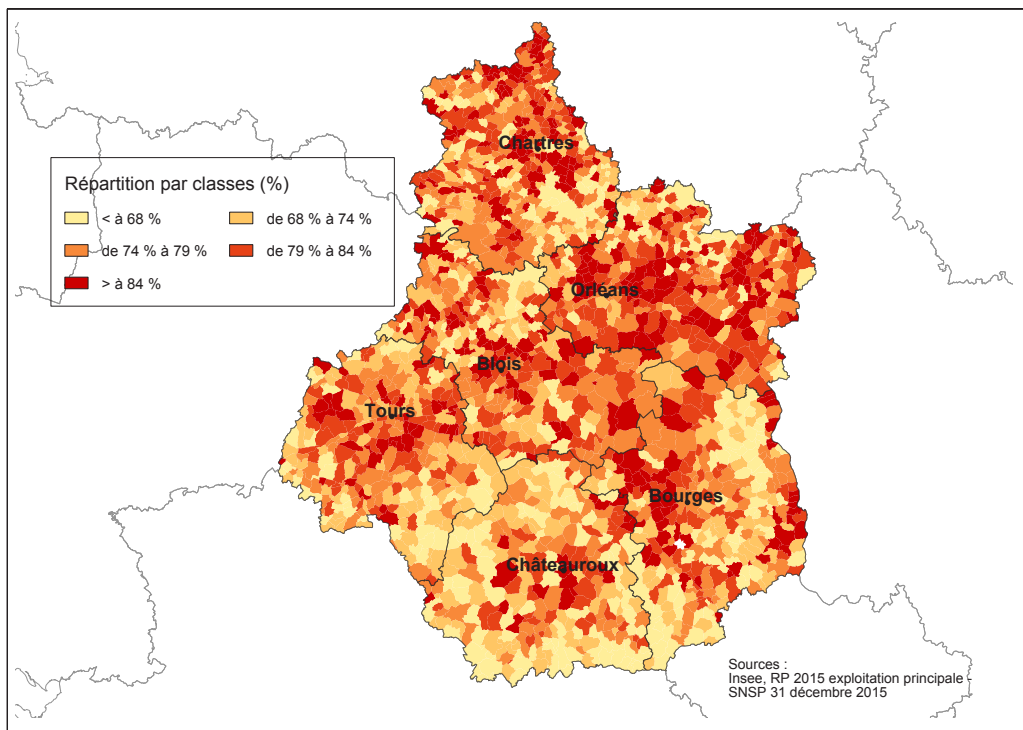 Chartres
Répartition par classes (%)
< à 68 %
de 68 % à 74 %
de 74 % à 79 %
de 79 % à 84 %
> à 84 %
Orléans
Blois
Tours
Bourges
Châteauroux
Sources :
Insee, RP 2015 exploitation principale -
SNSP 31 décembre 2015